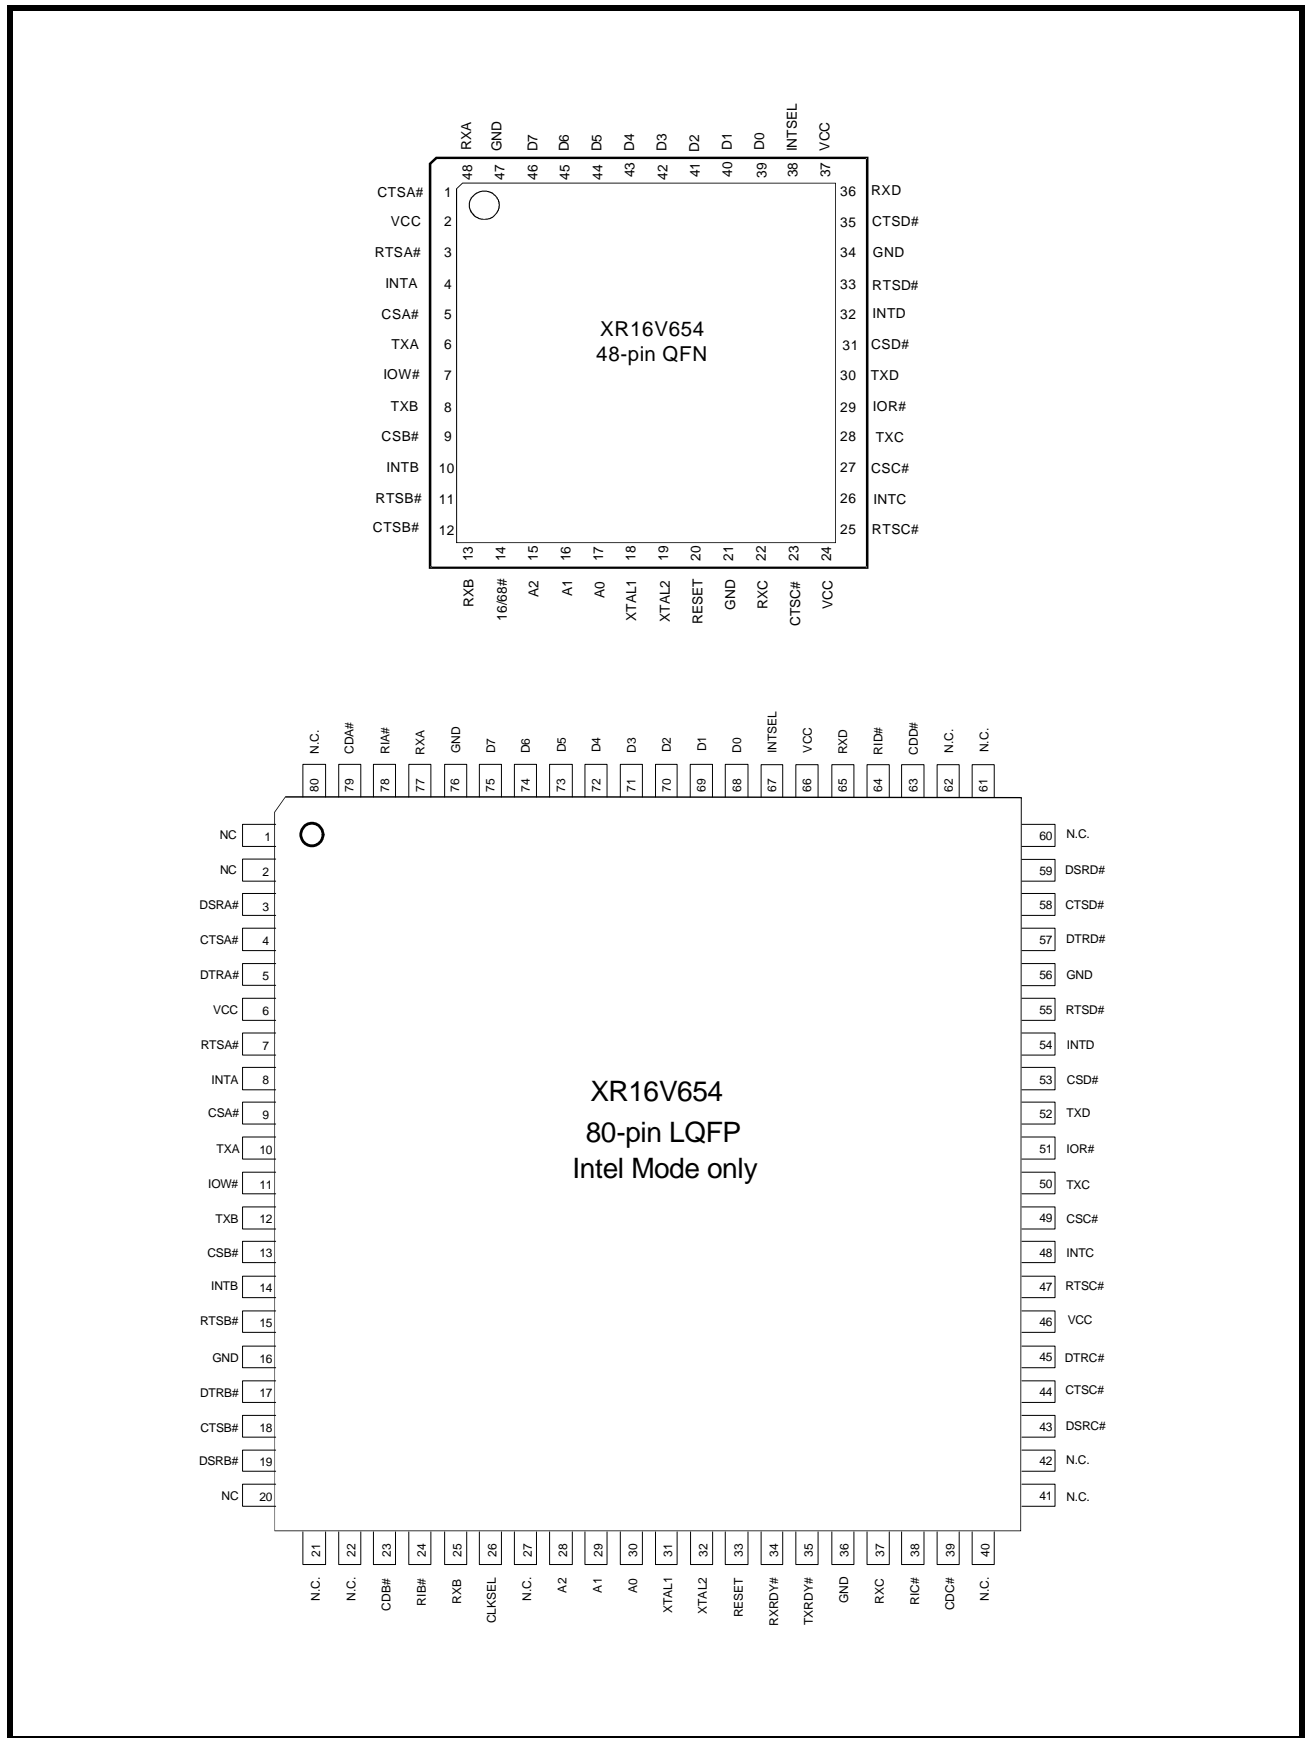 RXA GND D7 D6 D5 D4 D3 D2 D1 D0 INTSEL VCC
48 47 46 45 44 43 42 41 40 39 38 37
CTSA# 1 36 RXD
VCC 2 35 CTSD#
RTSA# 3 34 GND
INTA 4 33 RTSD#
CSA# 5 32 INTD
TXA 6 31 CSD#
XR16V654
48-pin QFN
IOW# 7 30 TXD
TXB 8 29 IOR#
CSB# 9 28 TXC
INTB 10 27 CSC#
RTSB# 11 26 INTC
CTSB# 12 25 RTSC#
13 14 15 16 17 18 19 20 21 22 23 24
RXB 16/68# A2 A1 A0 XTAL1 XTAL2 RESET GND RXC CTSC# VCC
N.C. CDA# RIA# RXA GND D7 D6 D5 D4 D3 D2 D1 D0 INTSEL VCC RXD RID# CDD# N.C. N.C.
80 79 78 77 76 75 74 73 72 71 70 69 68 67 66 65 64 63 62 61
NC 1 60 N.C.
NC 2 59 DSRD#
DSRA# 3 58 CTSD#
CTSA# 4 57 DTRD#
DTRA# 5 56 GND
VCC 6 55 RTSD#
RTSA# 7 54 INTD
INTA 8 53 CSD#
CSA# 9 52 TXD
TXA 10 51 IOR#
XR16V654
80-pin LQFP
Intel Mode only
IOW# 11 50 TXC
TXB 12 49 CSC#
CSB# 13 48 INTC
INTB 14 47 RTSC#
RTSB# 15 46 VCC
GND 16 45 DTRC#
DTRB# 17 44 CTSC#
CTSB# 18 43 DSRC#
DSRB# 19 42 N.C.
NC 20 41 N.C.
21 22 23 24 25 26 27 28 29 30 31 32 33 34 35 36 37 38 39 40
N.C. N.C. CDB# RIB# RXB CLKSEL N.C. A2 A1 A0 XTAL1 XTAL2 RESET RXRDY# TXRDY# GND RXC RIC# CDC# N.C.